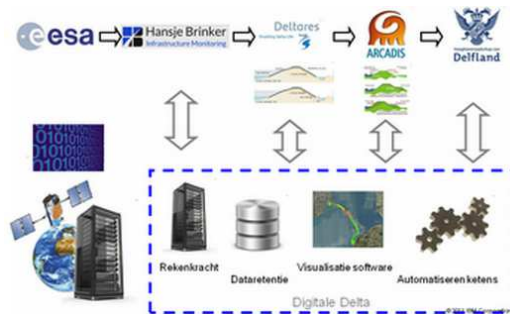 esa
Hansje Brinker
Infrastructure Monitoring
Deltares
ARCADIS
Delfland
Rekenkracht
Dataretentie
Visualisatie software
Automatiseren ketens
Digitale Delta